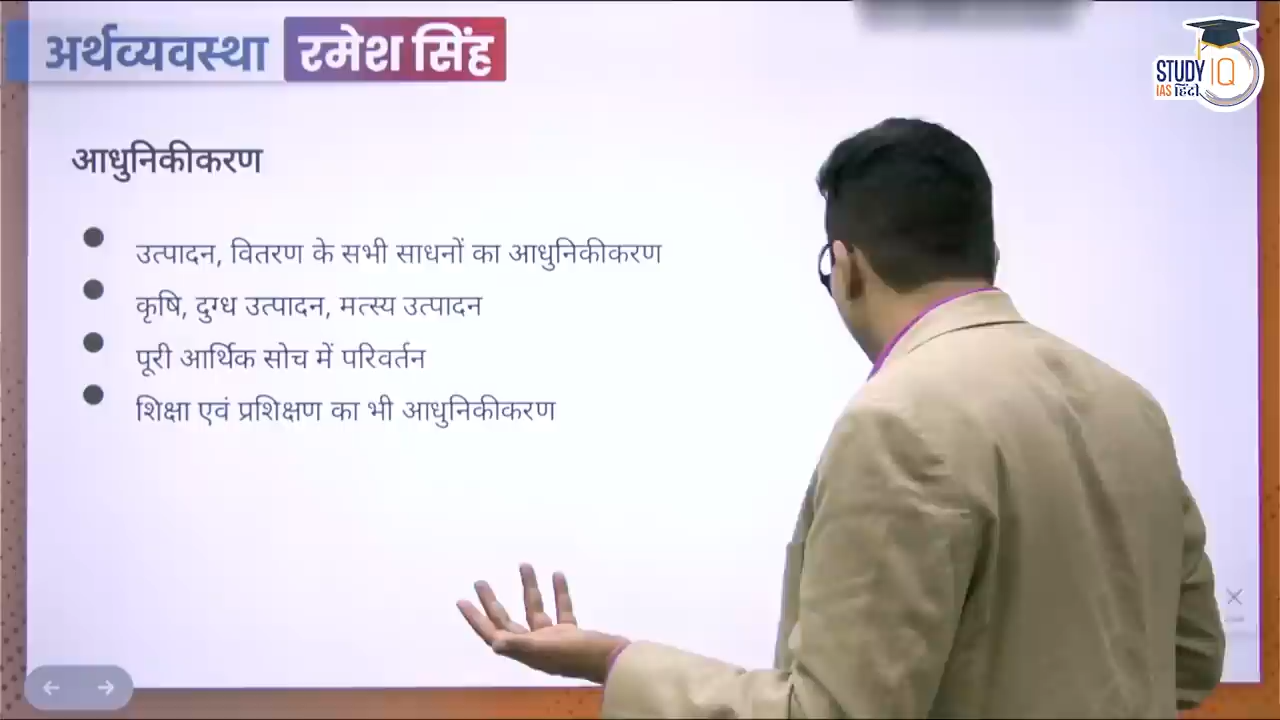 अर्थव्यवस्था रमेश सिंह
STUDY IQ
IAS हिंदी
आधुनिकीकरण
उत्पादन, वितरण के सभी साधनों का आधुनिकीकरण
कृषि, दुग्ध उत्पादन, मत्स्य उत्पादन
पूरी आर्थिक सोच में परिवर्तन
शिक्षा एवं प्रशिक्षण का भी आधुनिकीकरण